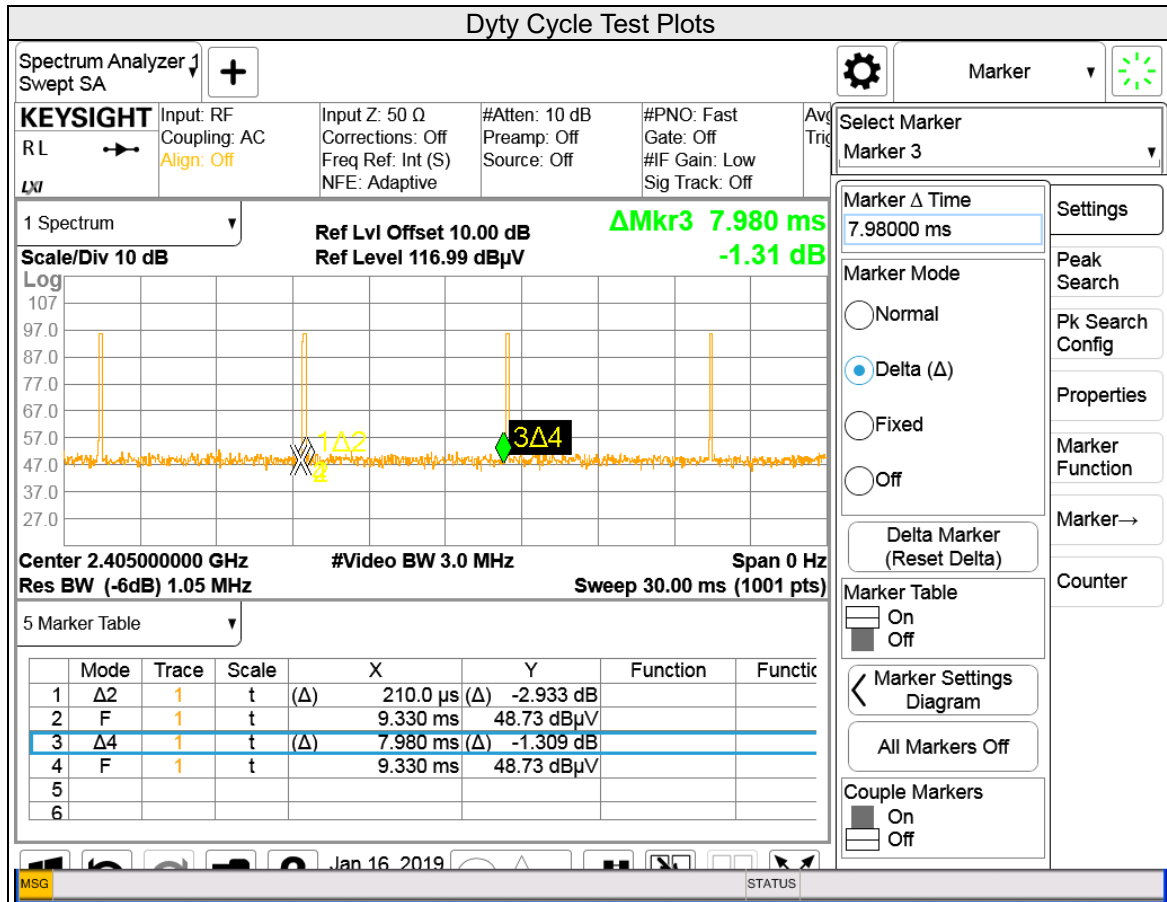 Dyty Cycle Test Plots
Spectrum Analyzer 1
Swept SA
Marker
KEYSIGHT
R L
LXI
Input: RF
Coupling: AC
Align: Off
Input Z: 50 Ω
Corrections: Off
Freq Ref: Int (S)
NFE: Adaptive
#Atten: 10 dB
Preamp: Off
Source: Off
#PNO: Fast
Gate: Off
#IF Gain: Low
Sig Track: Off
Avg
Trig
Select Marker
Marker 3
1 Spectrum
Ref Lvl Offset 10.00 dB
ΔMkr3 7.980 ms
Scale/Div 10 dB
Ref Level 116.99 dBµV
-1.31 dB
Log
107
97.0
87.0
77.0
67.0
57.0
47.0
37.0
27.0
1Δ2
3Δ4
Center 2.405000000 GHz
#Video BW 3.0 MHz
Span 0 Hz
Res BW (-6dB) 1.05 MHz
Sweep 30.00 ms (1001 pts)
5 Marker Table
Mode Trace Scale X Y Function Functic
1 Δ2 1 t (Δ) 210.0 µs (Δ) -2.933 dB
2 F 1 t 9.330 ms 48.73 dBµV
3 Δ4 1 t (Δ) 7.980 ms (Δ) -1.309 dB
4 F 1 t 9.330 ms 48.73 dBµV
5
6
Jan 16, 2019
Marker Δ Time
7.98000 ms
Marker Mode
Normal
Delta (Δ)
Fixed
Off
Delta Marker
(Reset Delta)
Marker Table
On
Off
Marker Settings
Diagram
All Markers Off
Couple Markers
On
Off
Settings
Peak
Search
Pk Search
Config
Properties
Marker
Function
Marker→
Counter
MSG
STATUS